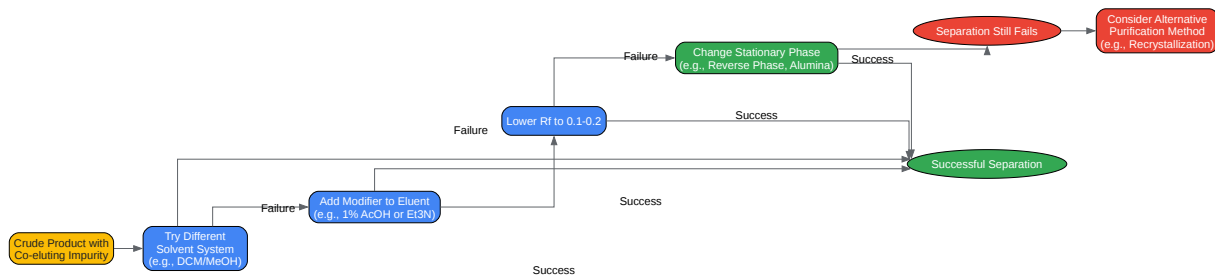 Crude Product with
Co-eluting Impurity
Try Different
Solvent System
(e.g., DCM/MeOH)
Failure
Add Modifier to Eluent
(e.g., 1% AcOH or Et3N)
Failure
Lower Rf to 0.1-0.2
Failure
Change Stationary Phase
(e.g., Reverse Phase, Alumina)
Separation Still Fails
Consider Alternative
Purification Method
(e.g., Recrystallization)
Success
Success
Successful Separation
Success
Success